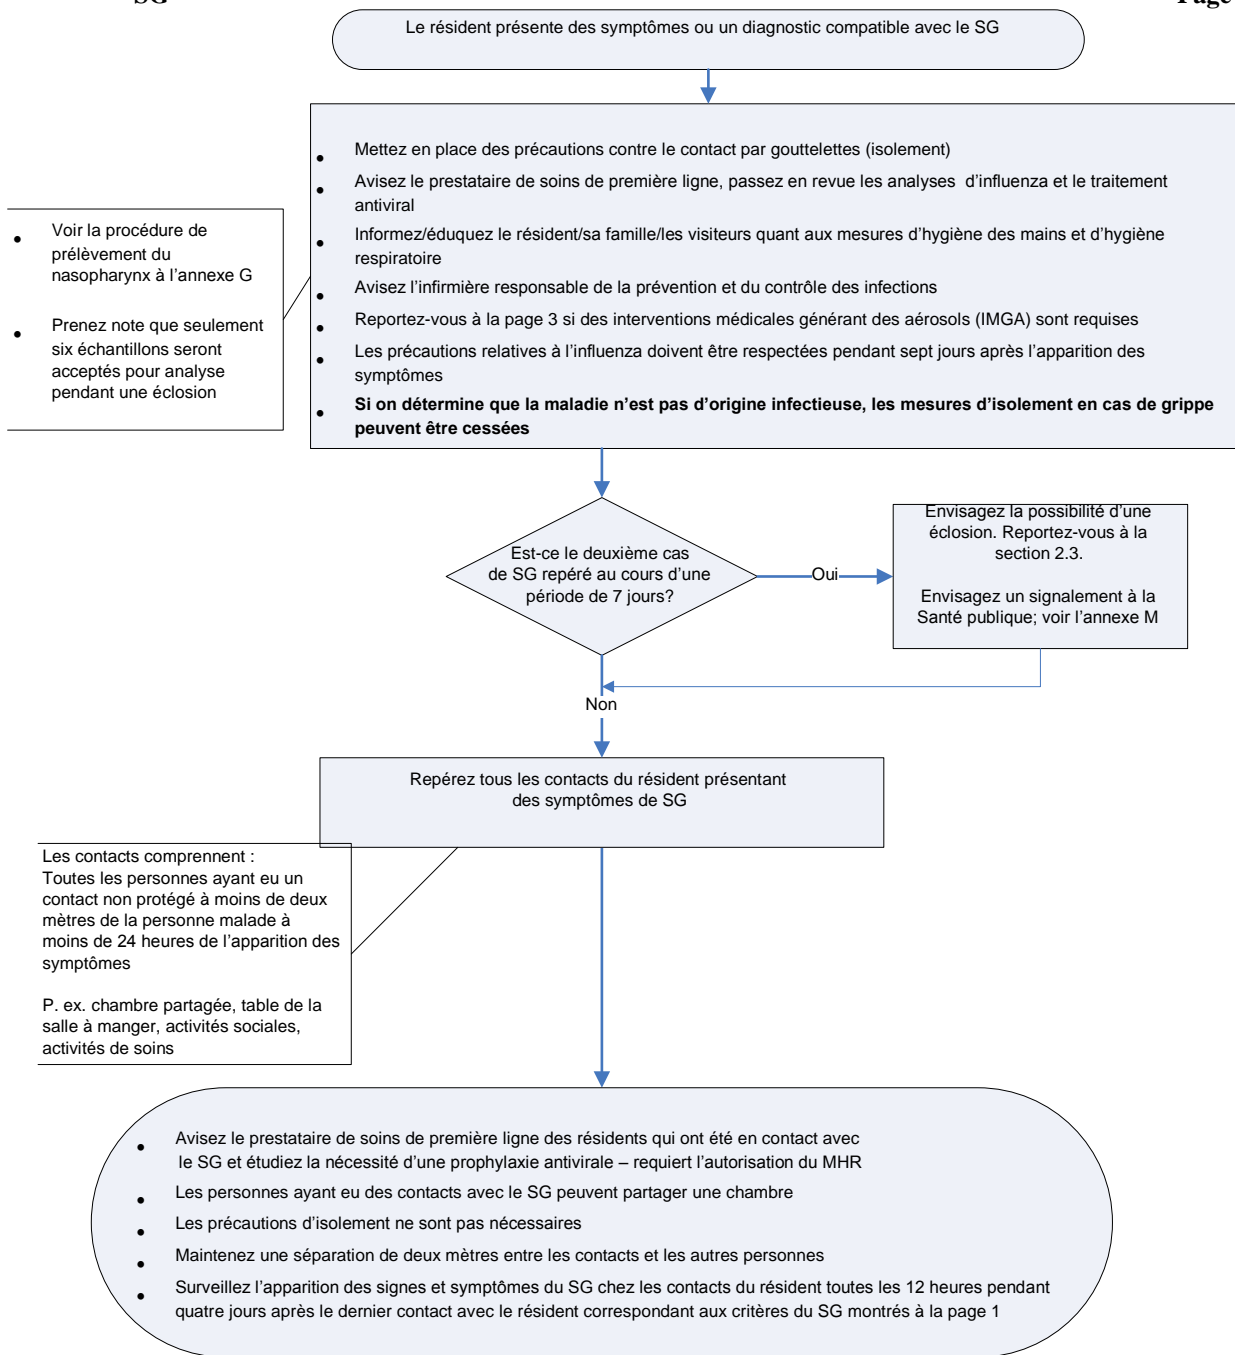 SG
Page
Le résident présente des symptômes ou un diagnostic compatible avec le SG
• Mettez en place des précautions contre le contact par gouttelettes (isolement)
• Avisez le prestataire de soins de première ligne, passez en revue les analyses d’influenza et le traitement
antiviral
• Informez/éduquez le résident/sa famille/les visiteurs quant aux mesures d’hygiène des mains et d’hygiène
respiratoire
• Avisez l’infirmière responsable de la prévention et du contrôle des infections
• Reportez-vous à la page 3 si des interventions médicales générant des aérosols (IMGA) sont requises
• Les précautions relatives à l’influenza doivent être respectées pendant sept jours après l’apparition des
symptômes
• Si on détermine que la maladie n’est pas d’origine infectieuse, les mesures d’isolement en cas de grippe
peuvent être cessées
• Voir la procédure de
prélèvement du
nasopharynx à l’annexe G
• Prenez note que seulement
six échantillons seront
acceptés pour analyse
pendant une éclosion
Est-ce le deuxième cas
de SG repéré au cours d’une
période de 7 jours?
Oui
Envisagez la possibilité d’une
éclosion. Reportez-vous à la
section 2.3.
Envisagez un signalement à la
Santé publique; voir l’annexe M
Non
Repérez tous les contacts du résident présentant
des symptômes de SG
Les contacts comprennent :
Toutes les personnes ayant eu un
contact non protégé à moins de deux
mètres de la personne malade à
moins de 24 heures de l’apparition des
symptômes
P. ex. chambre partagée, table de la
salle à manger, activités sociales,
activités de soins
• Avisez le prestataire de soins de première ligne des résidents qui ont été en contact avec
le SG et étudiez la nécessité d’une prophylaxie antivirale – requiert l’autorisation du MHR
• Les personnes ayant eu des contacts avec le SG peuvent partager une chambre
• Les précautions d’isolement ne sont pas nécessaires
• Maintenez une séparation de deux mètres entre les contacts et les autres personnes
• Surveillez l’apparition des signes et symptômes du SG chez les contacts du résident toutes les 12 heures pendant
quatre jours après le dernier contact avec le résident correspondant aux critères du SG montrés à la page 1